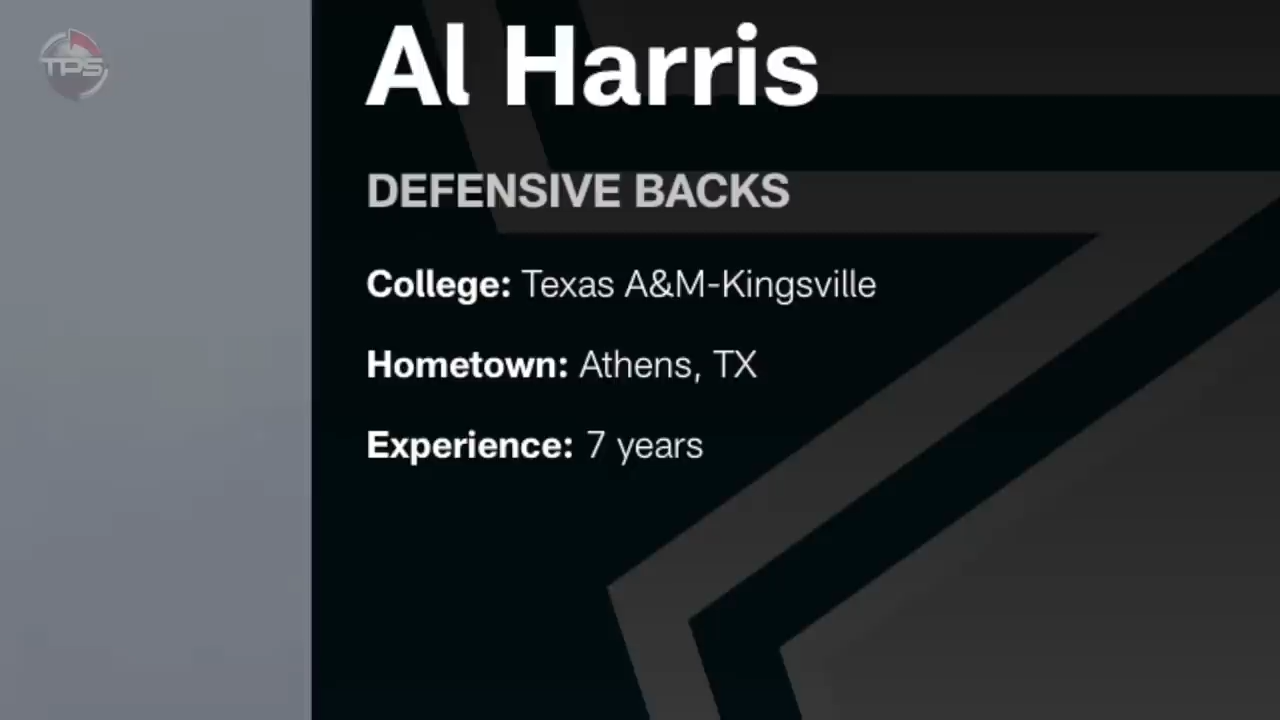 TPS
Al Harris
DEFENSIVE BACKS
College: Texas A&M-Kingsville
Hometown: Athens, TX
Experience: 7 years